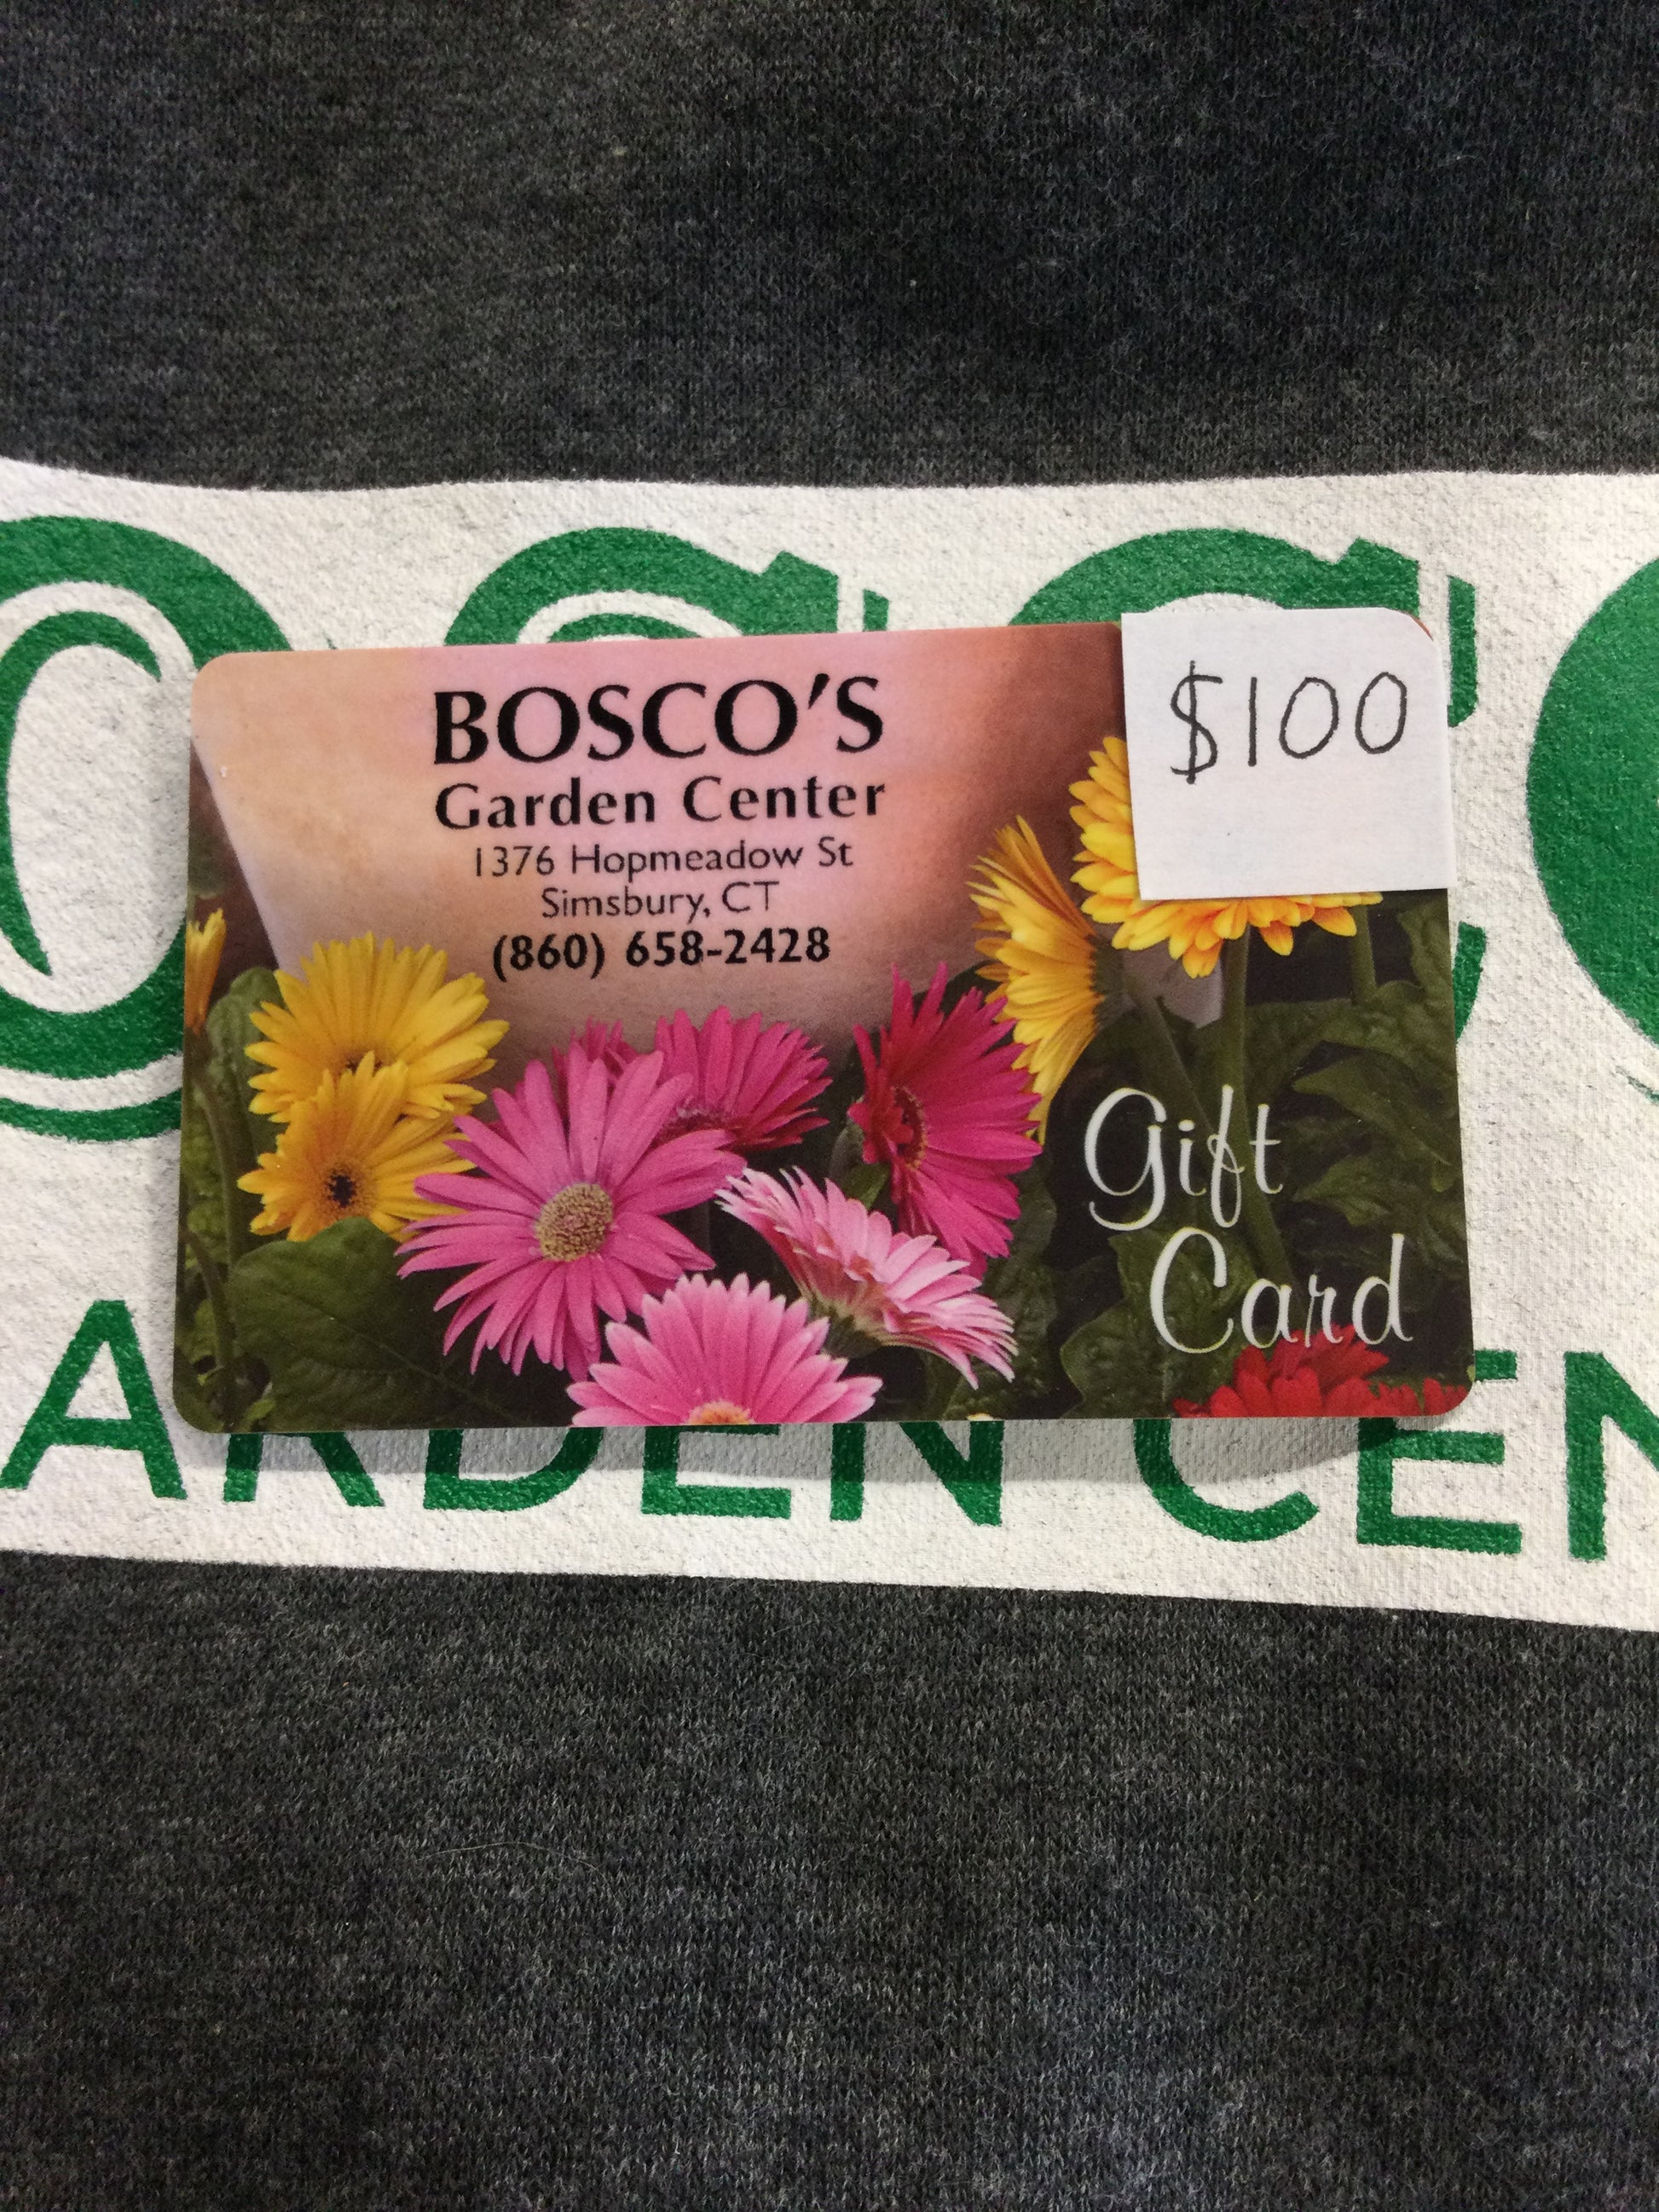 BOSCO'S
Garden Center
1376 Hopmeadow St
Simsbury, CT
(860) 658-2428
$100
Gift
Card
ARDEN CEN